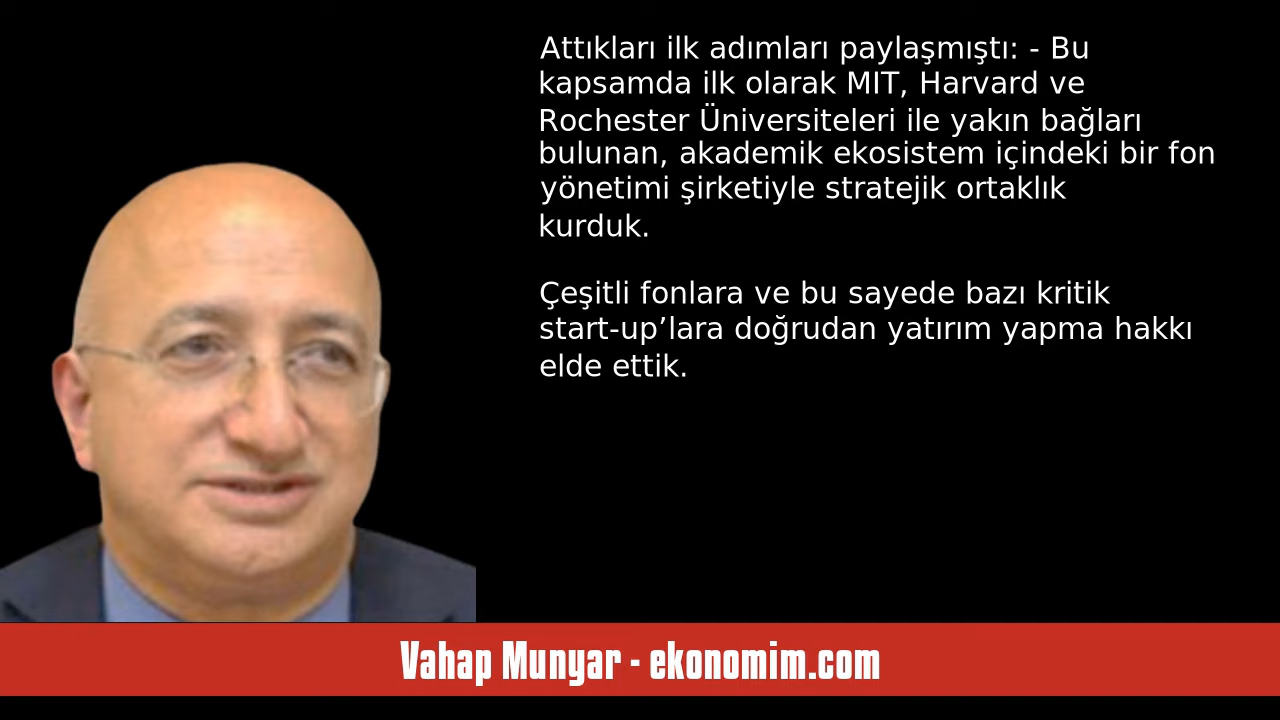 Attıkları ilk adımları paylaşmıştı: - Bu
kapsamda ilk olarak MIT, Harvard ve
Rochester Üniversiteleri ile yakın bağları
bulunan, akademik ekosistem içindeki bir fon
yönetimi şirketiyle stratejik ortaklık
kurduk.
Çeşitli fonlara ve bu sayede bazı kritik
start-up’lara doğrudan yatırım yapma hakkı
elde ettik.
Vahap Munyar - ekonomim.com